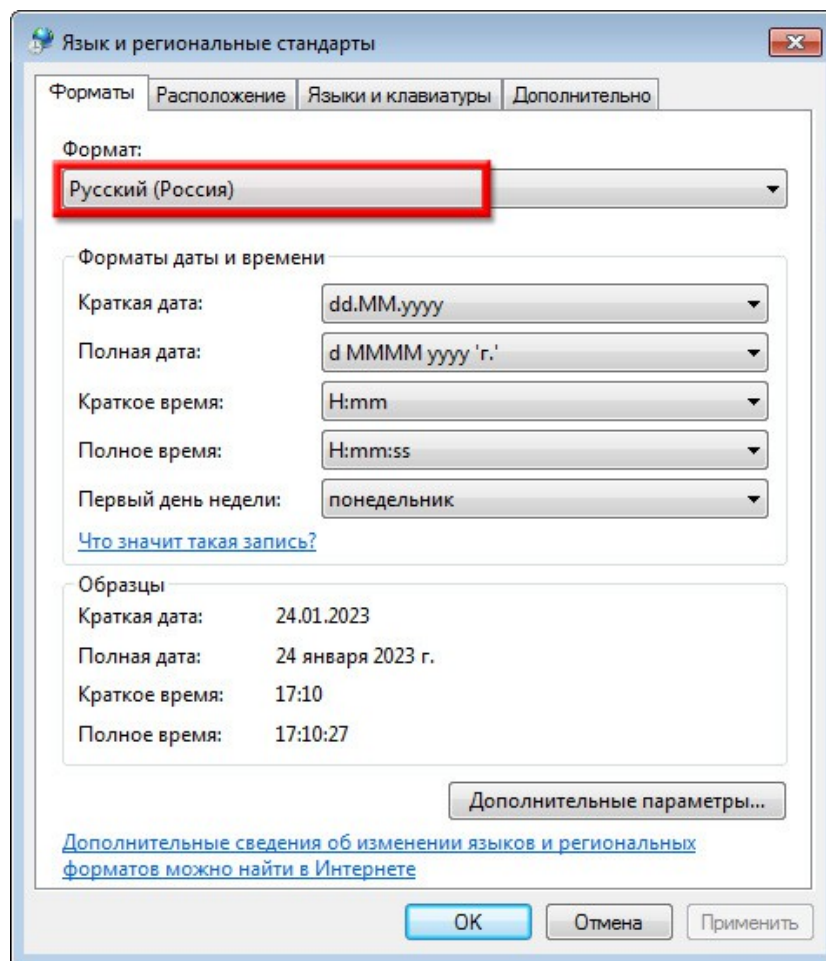 Язык и региональные стандарты
Форматы Расположение Языки и клавиатуры Дополнительно
Формат:
Русский (Россия)
Форматы даты и времени
Краткая дата: dd.MM.yyyy
Полная дата: d MMMM yyyy 'г.'
Краткое время: H:mm
Полное время: H:mm:ss
Первый день недели: понедельник
Что значит такая запись?
Образцы
Краткая дата: 24.01.2023
Полная дата: 24 января 2023 г.
Краткое время: 17:10
Полное время: 17:10:27
Дополнительные параметры...
Дополнительные сведения об изменении языков и региональных
форматов можно найти в Интернете
ОК Отмена Применить